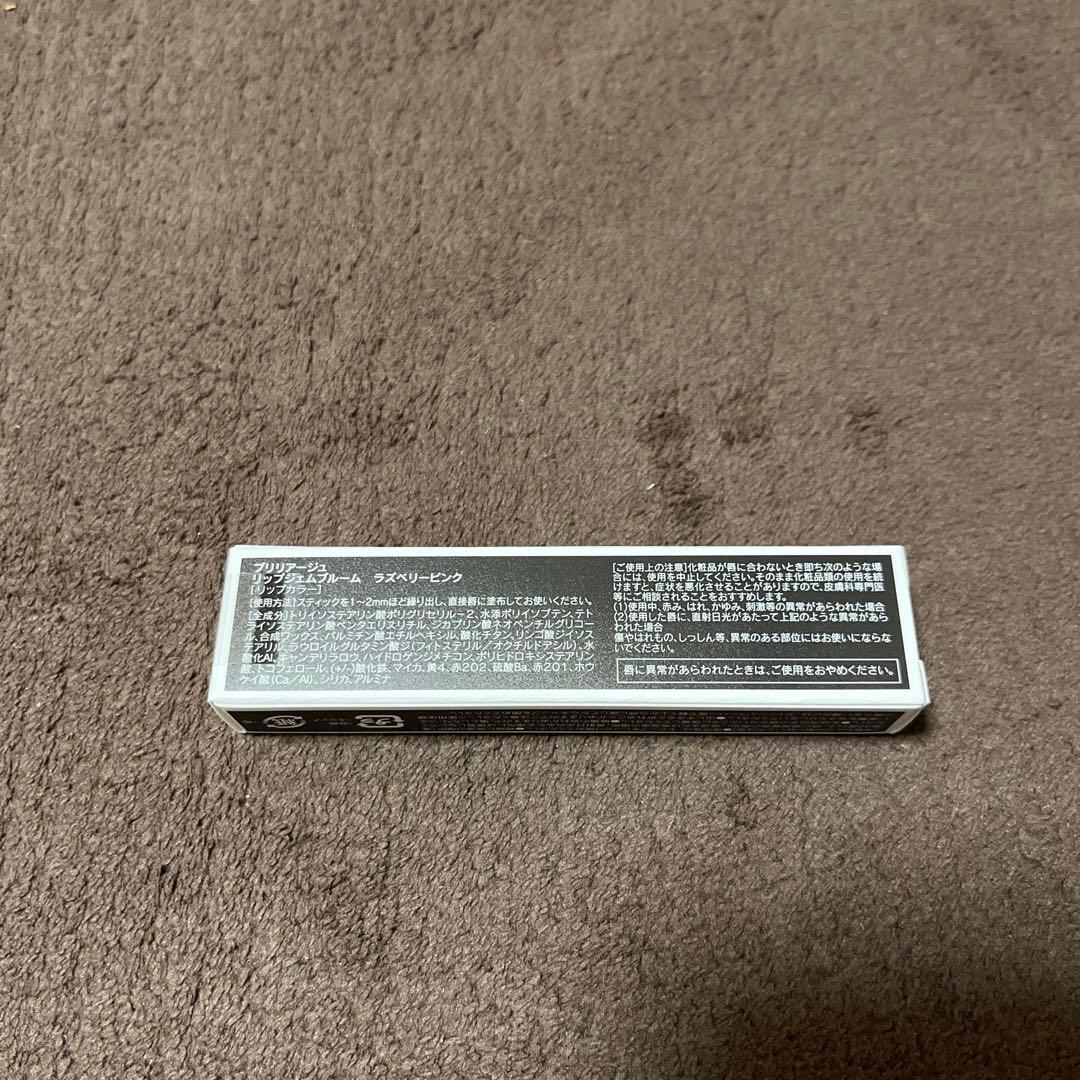 ブリリアージュ
リップジェムブルーム　ラズベリーピンク
[リップカラー]
[使用方法]スティックを1～2mmほど繰り出し、直接唇に塗布してお使いください。
[全成分]トリイソステアリン酸ポリグリセリル－2、水添ポリイソブテン、テト
ライソステアリン酸ペンタエリスリチル、ジカプリン酸ネオペンチルグリコー
ル、合成ワックス、パルミチン酸エチルヘキシル、酸化チタン、リンゴ酸ジイソス
テアリル、ラウロイルグルタミン酸ジ(フィトステリル／オクチルドデシル)、水
酸化Al、キャンデリラロウ、ハイドロゲンジメチコン、ポリヒドロキシステアリン
酸、トコフェロール、(+/-)酸化鉄、マイカ、黄4、赤202、硫酸Ba、赤201、ホウ
ケイ酸(Ca／Al)、シリカ、アルミナ
[ご使用上の注意]化粧品が唇に合わないとき即ち次のような場
合には、使用を中止してください。そのまま化粧品類の使用を続
けますと、症状を悪化させることがありますので、皮膚科専門医
等にご相談されることをおすすめします。
(1)使用中、赤み、はれ、かゆみ、刺激等の異常があらわれた場合
(2)使用した唇に、直射日光があたって上記のような異常があら
われた場合
傷やはれもの、しっしん等、異常のある部位にはお使いにならな
いでください。
唇に異常があらわれたときは、ご使用をおやめください。